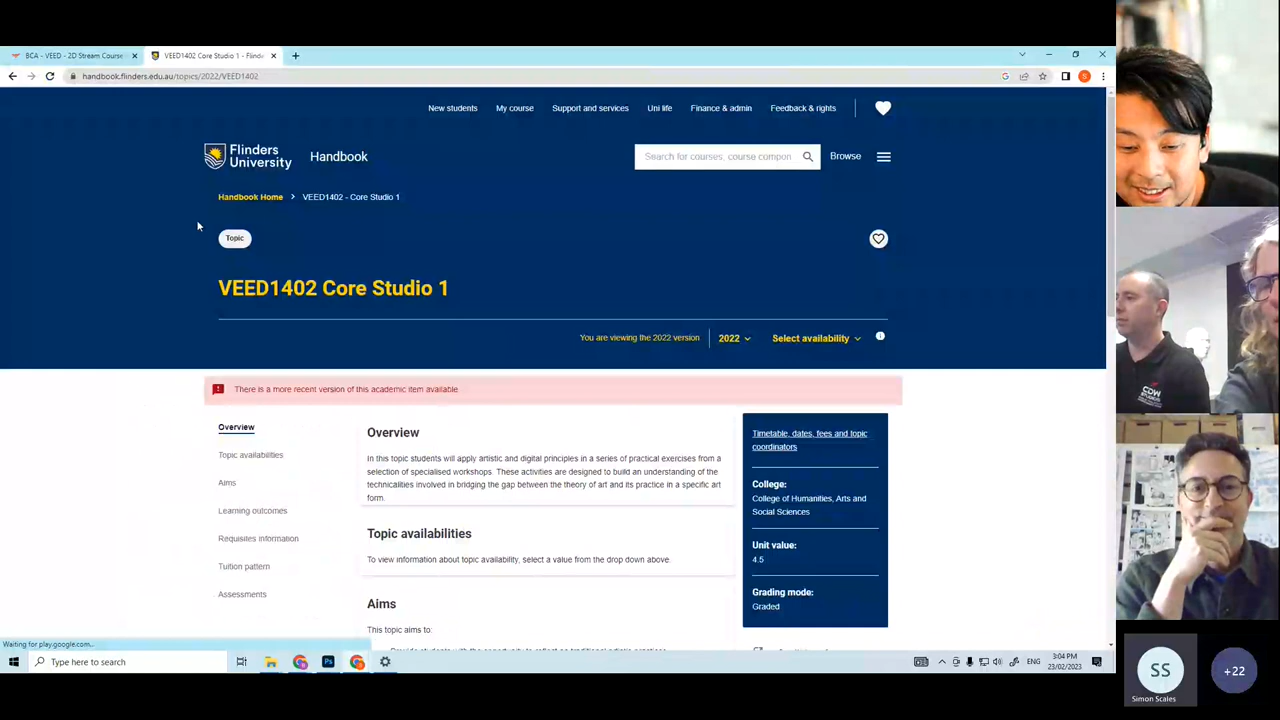 BCA - VEED - 2D Stream Course
VEED1402 Core Studio 1 - Flind
handbook.flinders.edu.au/topics/2022/VEED1402
New students
My course
Support and services
Uni life
Finance & admin
Feedback & rights
Flinders
University
Handbook
Search for courses, course compon
Browse
Handbook Home
VEED1402 - Core Studio 1
Topic
VEED1402 Core Studio 1
You are viewing the 2022 version
2022
Select availability
There is a more recent version of this academic item available.
Overview
Topic availabilities
Aims
Learning outcomes
Requisites information
Tuition pattern
Assessments
Overview
In this topic students will apply artistic and digital principles in a series of practical exercises from a
selection of specialised workshops. These activities are designed to build an understanding of the
technicalities involved in bridging the gap between the theory of art and its practice in a specific art
form.
Topic availabilities
To view information about topic availability, select a value from the drop down above.
Aims
This topic aims to:
Timetable, dates, fees and topic
coordinators
College:
College of Humanities, Arts and
Social Sciences
Unit value:
4.5
Grading mode:
Graded
Waiting for play.google.com...
Type here to search
Ps
ENG
3:04 PM
23/02/2023
CDW
STUDIOS
SS
Simon Scales
+22